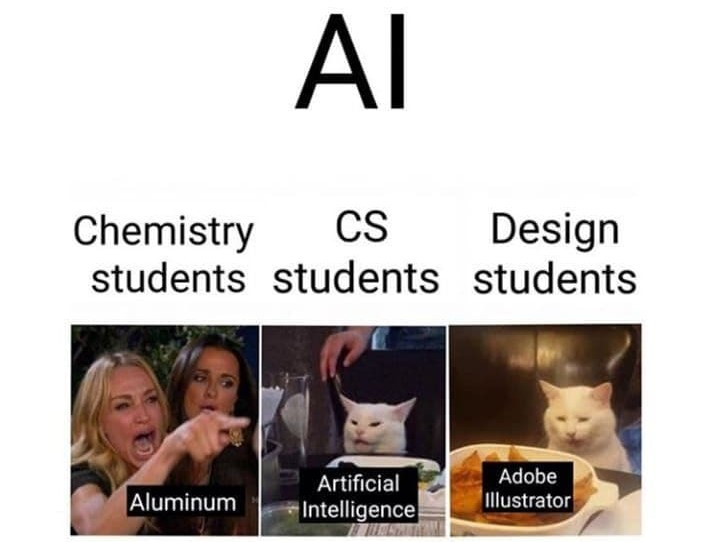 AI
Chemistry students
CS students
Design students
Aluminum
Artificial Intelligence
Adobe Illustrator